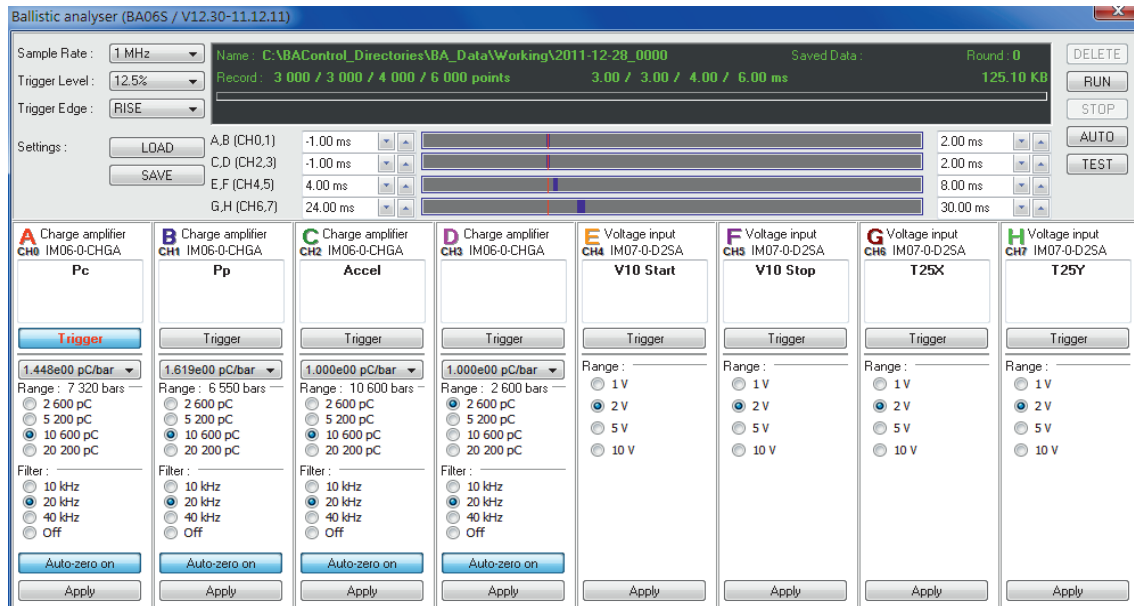 Ballistic analyser (BA06S / V12.30-11.12.11)
Sample Rate : 1 MHz
Trigger Level : 12.5%
Trigger Edge : RISE
Name : C:\BAControl_Directories\BA_Data\Working\2011-12-28_0000 Saved Data : Round : 0
Record : 3 000 / 3 000 / 4 000 / 6 000 points 3.00 / 3.00 / 4.00 / 6.00 ms 125.10 KB
DELETE
RUN
STOP
AUTO
TEST
Settings : LOAD
SAVE
A,B (CH0,1) -1.00 ms 2.00 ms
C,D (CH2,3) -1.00 ms 2.00 ms
E,F (CH4,5) 4.00 ms 8.00 ms
G,H (CH6,7) 24.00 ms 30.00 ms
A Charge amplifier
CH0 IM06-0-CHGA
Pc
Trigger
1.448e00 pC/bar
Range : 7 320 bars
2 600 pC
5 200 pC
10 600 pC
20 200 pC
Filter :
10 kHz
20 kHz
40 kHz
Off
Auto-zero on
Apply
B Charge amplifier
CH1 IM06-0-CHGA
Pp
Trigger
1.619e00 pC/bar
Range : 6 550 bars
2 600 pC
5 200 pC
10 600 pC
20 200 pC
Filter :
10 kHz
20 kHz
40 kHz
Off
Auto-zero on
Apply
C Charge amplifier
CH2 IM06-0-CHGA
Accel
Trigger
1.000e00 pC/bar
Range : 10 600 bars
2 600 pC
5 200 pC
10 600 pC
20 200 pC
Filter :
10 kHz
20 kHz
40 kHz
Off
Auto-zero on
Apply
D Charge amplifier
CH3 IM06-0-CHGA
Trigger
1.000e00 pC/bar
Range : 2 600 bars
2 600 pC
5 200 pC
10 600 pC
20 200 pC
Filter :
10 kHz
20 kHz
40 kHz
Off
Auto-zero on
Apply
E Voltage input
CH4 IM07-0-D2SA
V10 Start
Trigger
Range :
1 V
2 V
5 V
10 V
Apply
F Voltage input
CH5 IM07-0-D2SA
V10 Stop
Trigger
Range :
1 V
2 V
5 V
10 V
Apply
G Voltage input
CH6 IM07-0-D2SA
T25X
Trigger
Range :
1 V
2 V
5 V
10 V
Apply
H Voltage input
CH7 IM07-0-D2SA
T25Y
Trigger
Range :
1 V
2 V
5 V
10 V
Apply